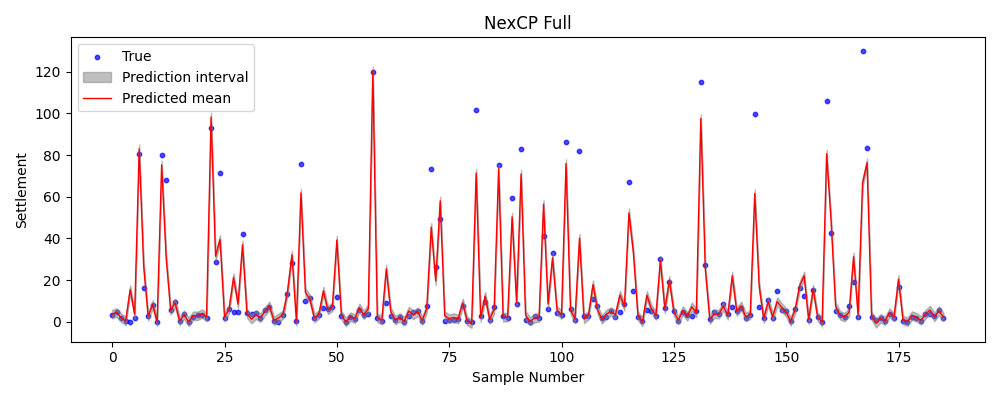 NexCP Full
True
Prediction interval
Predicted mean
Settlement
120
100
80
60
40
20
0
0 25 50 75 100 125 150 175
Sample Number